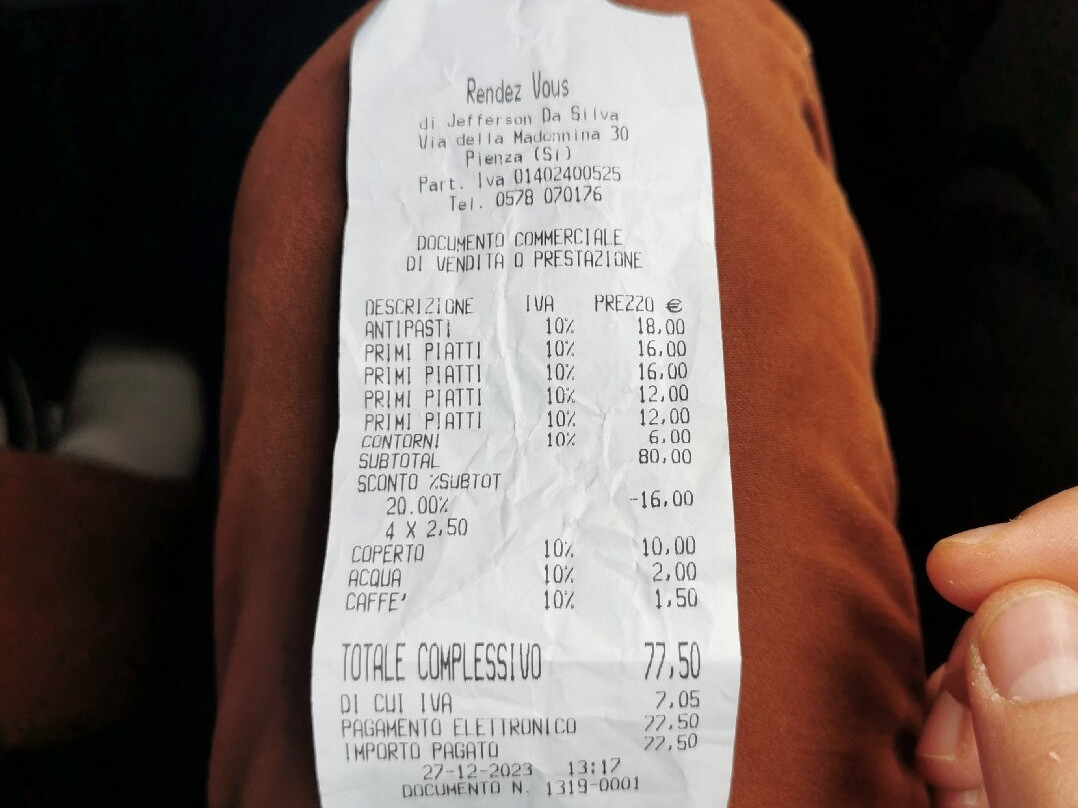 Rendez Vous
di Jefferson Da Silva
Via della Madonnina 30
Pienza (Si)
Part. Iva 01402400525
Tel. 0578 070176
DOCUMENTO COMMERCIALE
DI VENDITA O PRESTAZIONE
DESCRIZIONE IVA PREZZO €
ANTIPASTI 10% 18,00
PRIMI PIATTI 10% 16,00
PRIMI PIATTI 10% 16,00
PRIMI PIATTI 10% 12,00
PRIMI PIATTI 10% 12,00
CONTORNI 10% 6,00
SUBTOTAL 80,00
SCONTO %SUBTOT
20.00% -16,00
4 X 2,50
COPERTO 10% 10,00
ACQUA 10% 2,00
CAFFE' 10% 1,50
TOTALE COMPLESSIVO 77,50
DI CUI IVA 7,05
PAGAMENTO ELETTRONICO 77,50
IMPORTO PAGATO 77,50
27-12-2023 13:17
DOCUMENTO N. 1319-0001